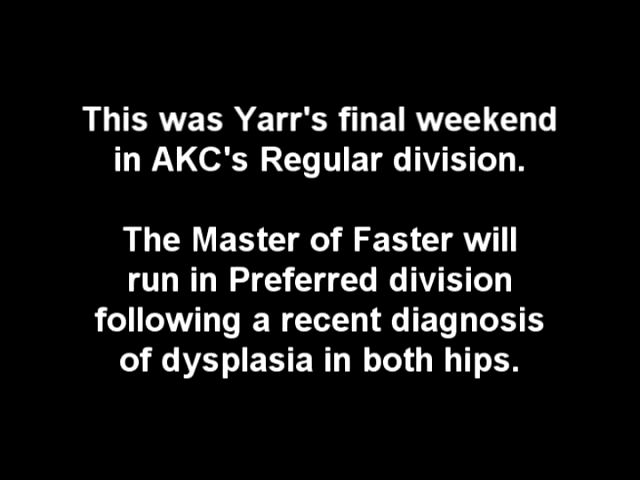 This was Yarr's final weekend
in AKC's Regular division.
The Master of Faster will
run in Preferred division
following a recent diagnosis
of dysplasia in both hips.